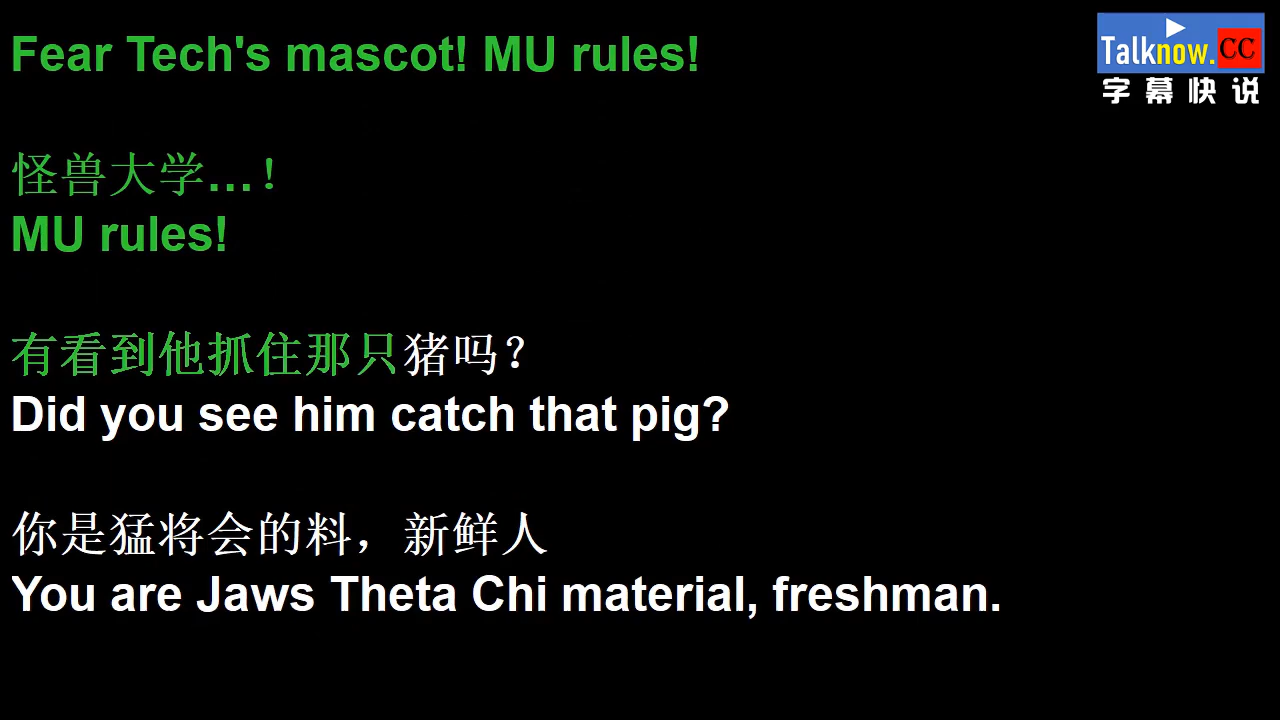 Fear Tech's mascot! MU rules!
Talknow.CC
字幕快说
怪兽大学…!
MU rules!
有看到他抓住那只猪吗?
Did you see him catch that pig?
你是猛将会的料，新鲜人
You are Jaws Theta Chi material, freshman.